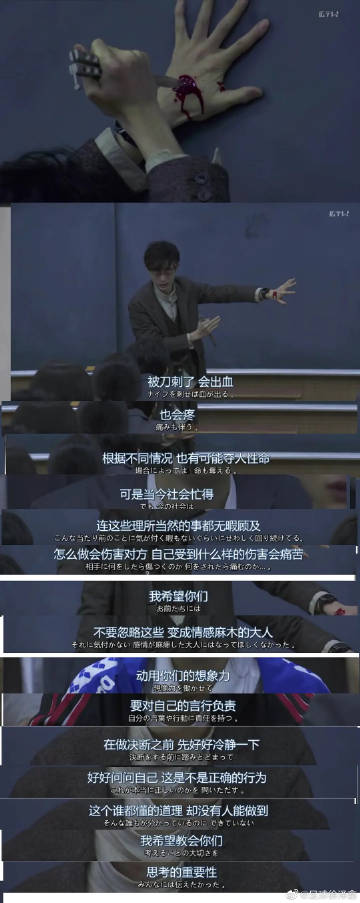 被刀刺了 会出血
ナイフを刺せば血が出る。
也会疼
痛みも伴う。
根据不同情况 也有可能夺人性命
場合によっては 命も奪える。
可是当今社会忙得
でも 今の社会は
连这些理所当然的事都无暇顾及
こんな当たり前のことに気が付く暇もないぐらいにせわしく回り続けてる。
怎么做会伤害对方 自己受到什么样的伤害会痛苦
相手に何をしたら傷つくのか 何をされたら痛むのか…。
我希望你们
お前たちには
不要忽略这些 变成情感麻木的大人
それに気付かない 感情が麻痺した大人にはなってほしくなかった。
动用你们的想象力
想像力を働かせて
要对自己的言行负责
自分の言葉や行動に責任を持つ。
在做决断之前 先好好冷静一下
決断をする前に踏みとどまって
好好问问自己 这是不是正确的行为
これが本当に正しいのかを 問いただす。
这个谁都懂的道理 却没有人能做到
そんな誰もが分かっているのに できていない
我希望教会你们
考えることの大切さを
思考的重要性
みんなには伝えたかった。